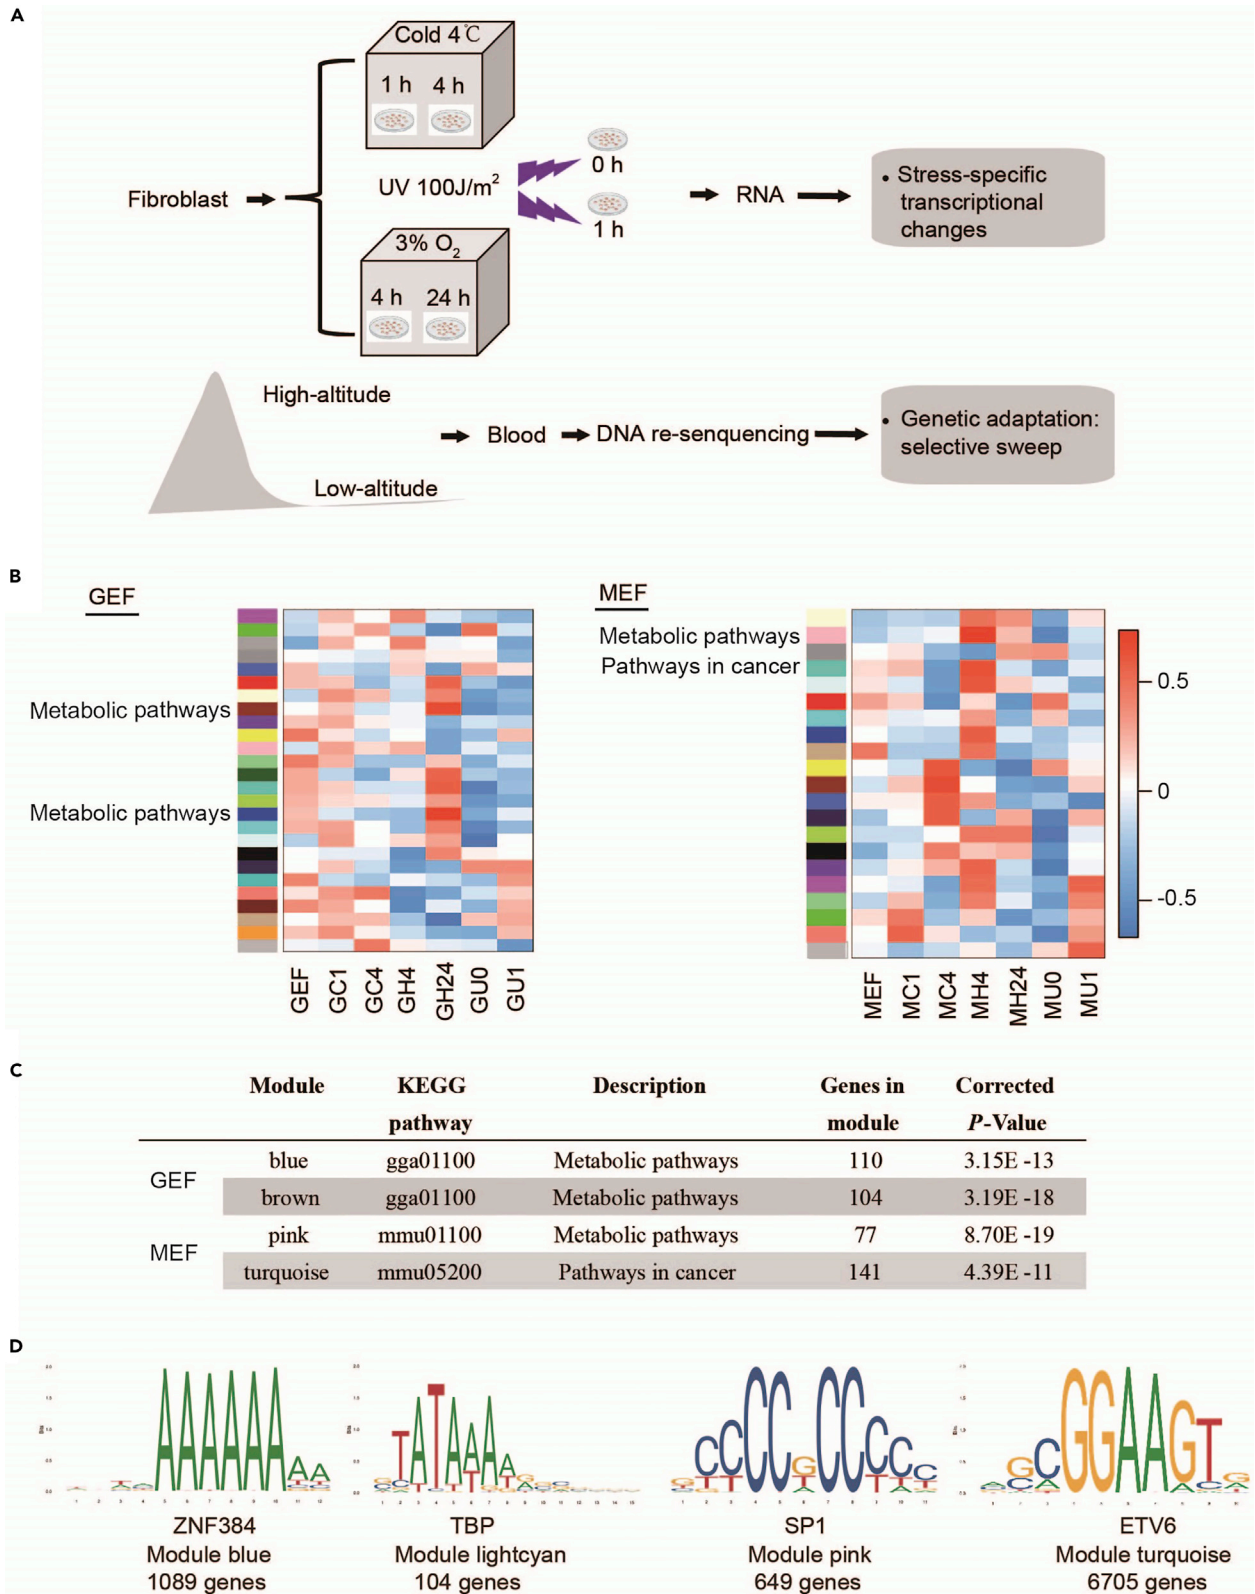 A
Cold 4℃
1 h 4 h
Fibroblast
UV 100J/m²
0 h
1 h
RNA
• Stress-specific
transcriptional
changes
3% O₂
4 h 24 h
High-altitude
Low-altitude
Blood
DNA re-senquencing
• Genetic adaptation:
selective sweep
B
GEF
Metabolic pathways
Metabolic pathways
GEF GC1 GC4 GH4 GH24 GU0 GU1
MEF
Metabolic pathways
Pathways in cancer
MEF MC1 MC4 MH4 MH24 MU0 MU1
0.5
0
-0.5
C
Module KEGG pathway Description Genes in module Corrected P-Value
GEF
blue gga01100 Metabolic pathways 110 3.15E -13
brown gga01100 Metabolic pathways 104 3.19E -18
MEF
pink mmu01100 Metabolic pathways 77 8.70E -19
turquoise mmu05200 Pathways in cancer 141 4.39E -11
D
ZNF384
Module blue
1089 genes
TBP
Module lightcyan
104 genes
SP1
Module pink
649 genes
ETV6
Module turquoise
6705 genes